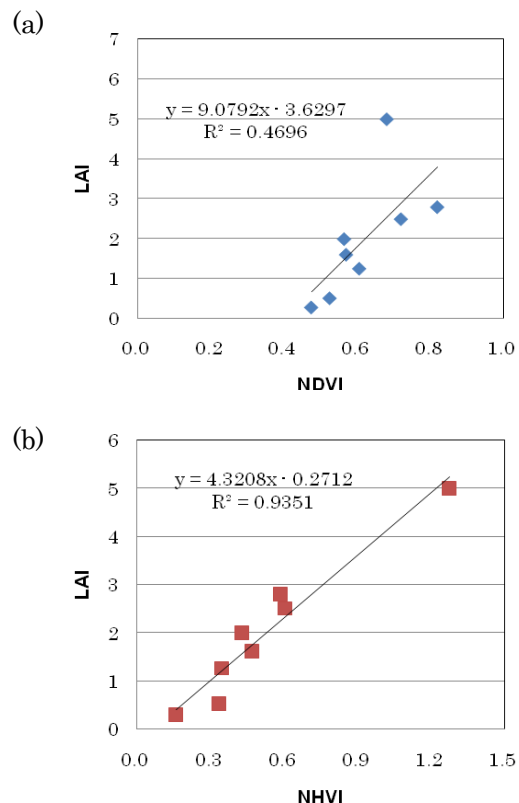 (a)
7
6
y = 9.0792x - 3.6297
R² = 0.4696
5
LAI
4
3
2
1
0
0.0 0.2 0.4 0.6 0.8 1.0
NDVI
(b)
6
y = 4.3208x - 0.2712
R² = 0.9351
5
4
LAI
3
2
1
0
0.0 0.3 0.6 0.9 1.2 1.5
NHVI